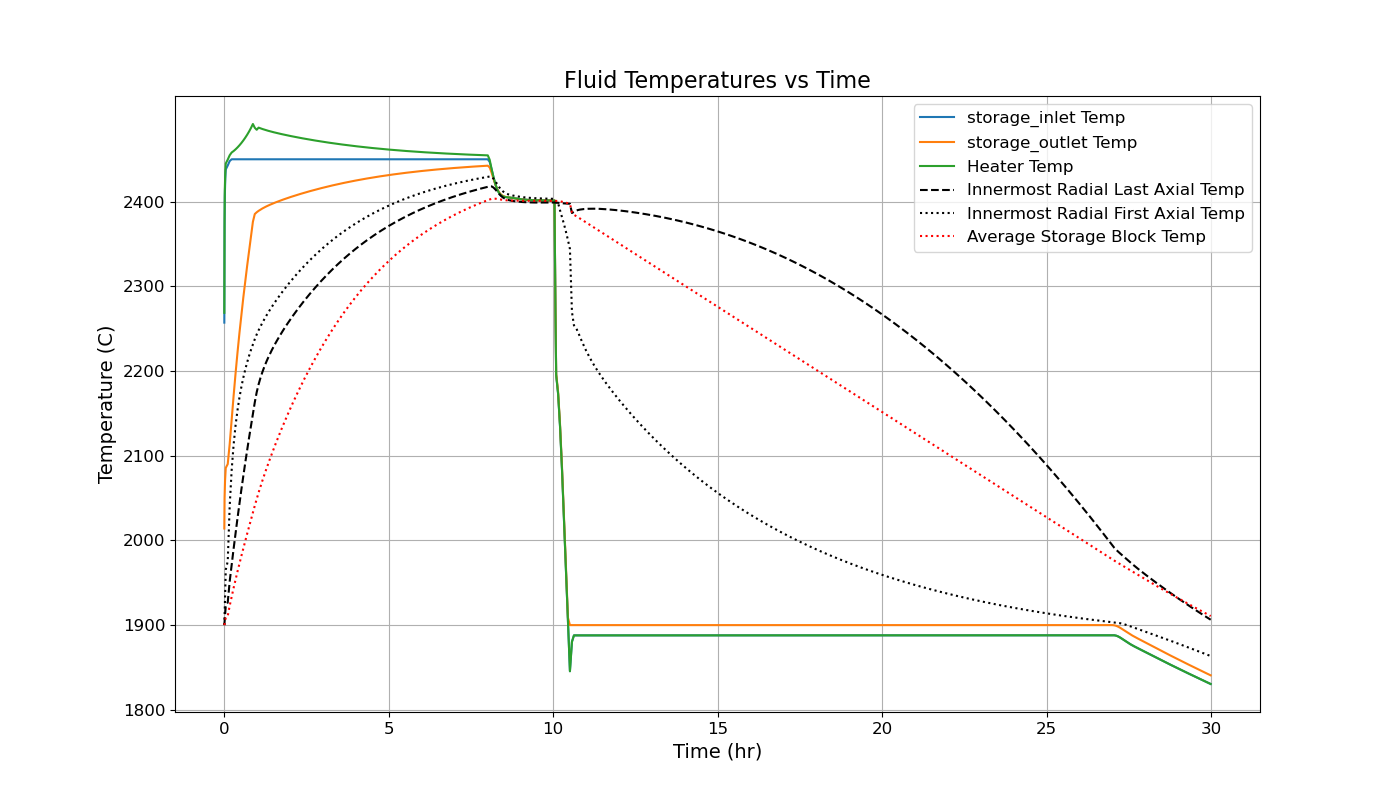 Fluid Temperatures vs Time
storage_inlet Temp
storage_outlet Temp
Heater Temp
Innermost Radial Last Axial Temp
Innermost Radial First Axial Temp
Average Storage Block Temp
Temperature (C)
2400
2300
2200
2100
2000
1900
1800
0 5 10 15 20 25 30
Time (hr)